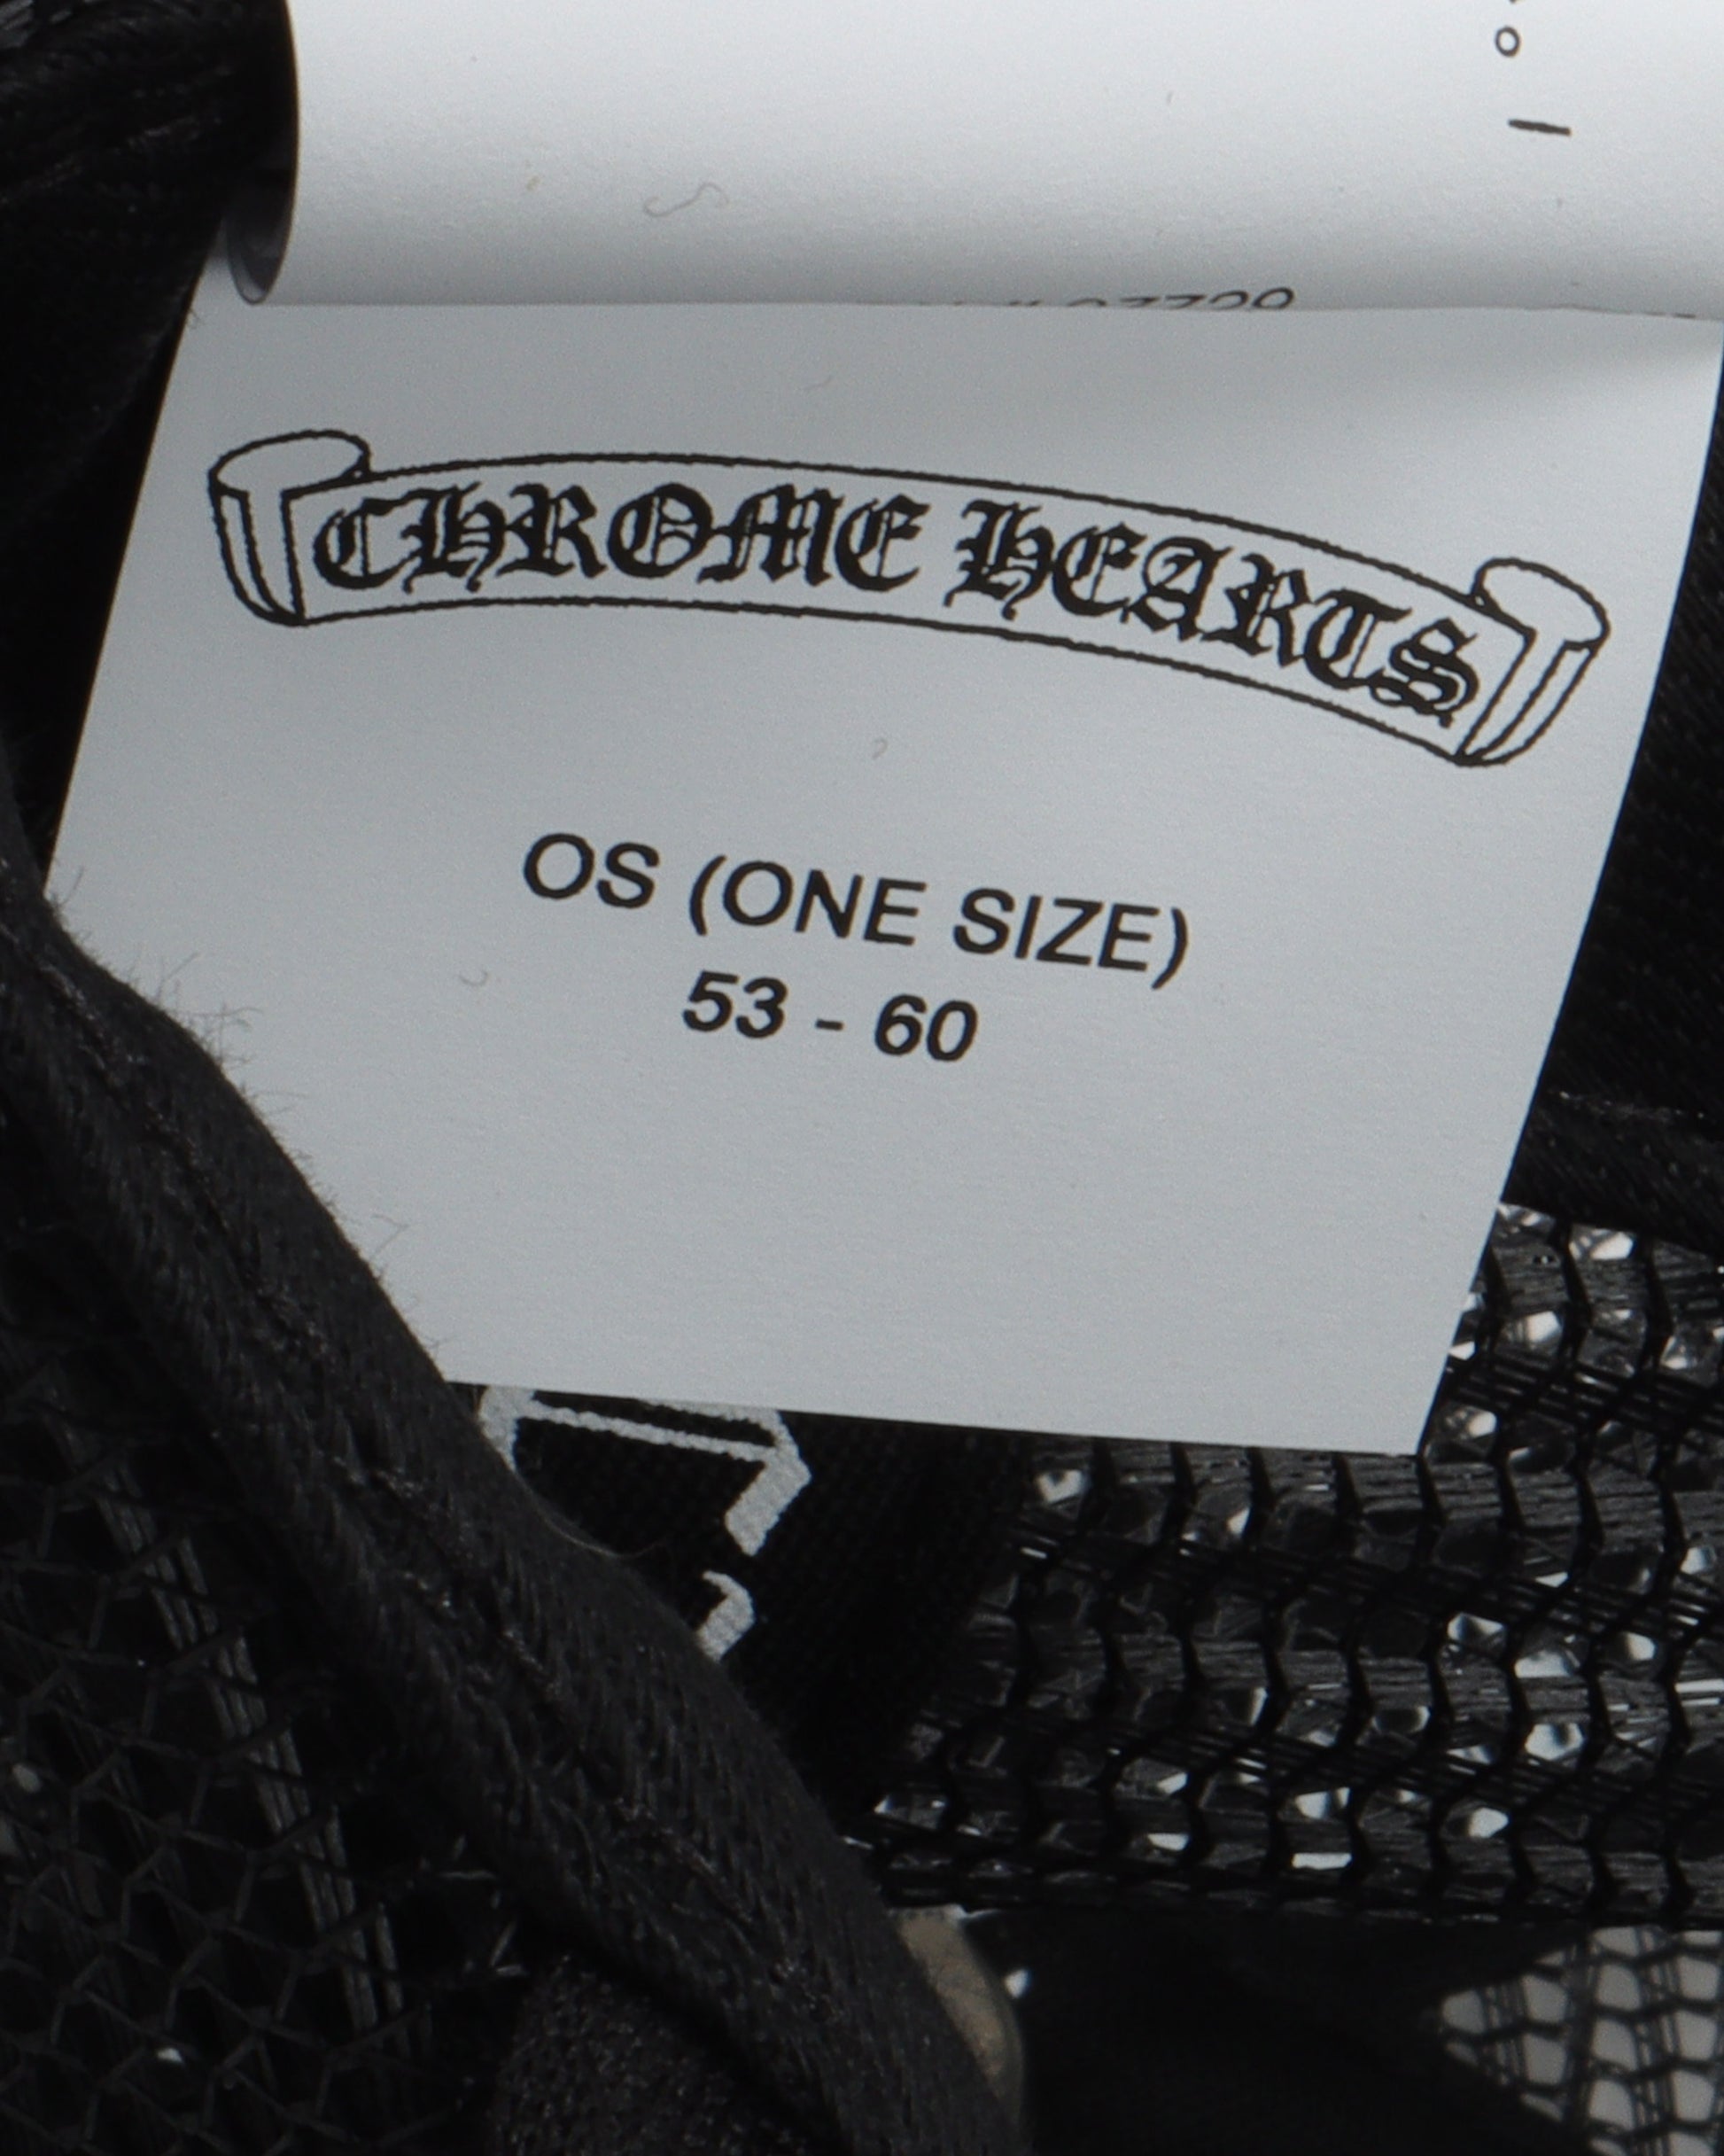 CHROME HEARTS
OS (ONE SIZE)
53 - 60